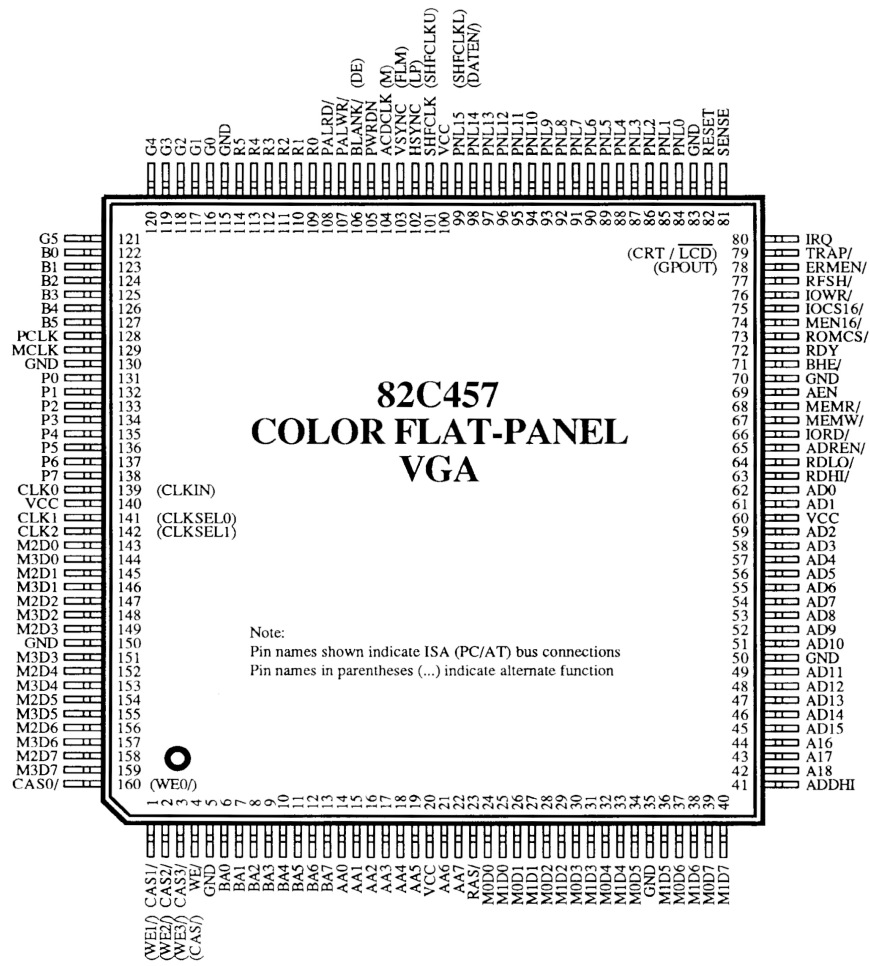 G4 120
G3 119
G2 118
G1 117
G0 116
GND 115
R5 114
R4 113
R3 112
R2 111
R1 110
R0 109
PALRD/ 108
PALWR/ 107
BLANK/ (DE) 106
PWRDN 105
ACDCLK (M) 104
VSYNC (FLM) 103
HSYNC (LP) 102
SHFCLK (SHFCLKU) 101
VCC 100
PNL15 (SHFCLKL) 99
PNL14 (DATEN/) 98
PNL13 97
PNL12 96
PNL11 95
PNL10 94
PNL9 93
PNL8 92
PNL7 91
PNL6 90
PNL5 89
PNL4 88
PNL3 87
PNL2 86
PNL1 85
PNL0 84
GND 83
RESET 82
SENSE 81
G5 121
B0 122
B1 123
B2 124
B3 125
B4 126
B5 127
PCLK 128
MCLK 129
GND 130
P0 131
P1 132
P2 133
P3 134
P4 135
P5 136
P6 137
P7 138
CLK0 139 (CLKIN)
VCC 140
CLK1 141 (CLKSEL0)
CLK2 142 (CLKSEL1)
M2D0 143
M3D0 144
M2D1 145
M3D1 146
M2D2 147
M3D2 148
M2D3 149
GND 150
M3D3 151
M2D4 152
M3D4 153
M2D5 154
M3D5 155
M2D6 156
M3D6 157
M2D7 158
M3D7 159
CAS0/ 160 (WE0/)
82C457
COLOR FLAT-PANEL
VGA
Note:
Pin names shown indicate ISA (PC/AT) bus connections
Pin names in parentheses (...) indicate alternate function
80 IRQ
(CRT / LCD) 79 TRAP/
(GPOUT) 78 ERMEN/
77 RFSH/
76 IOWR/
75 IOCS16/
74 MEN16/
73 ROMCS/
72 RDY
71 BHE/
70 GND
69 AEN
68 MEMR/
67 MEMW/
66 IORD/
65 ADREN/
64 RDLO/
63 RDHI/
62 AD0
61 AD1
60 VCC
59 AD2
58 AD3
57 AD4
56 AD5
55 AD6
54 AD7
53 AD8
52 AD9
51 AD10
50 GND
49 AD11
48 AD12
47 AD13
46 AD14
45 AD15
44 A16
43 A17
42 A18
41 ADDHI
1 (WE1/) CAS1/
2 (WE2/) CAS2/
3 (WE3/) CAS3/
4 (CAS/) WE/
5 GND
6 BA0
7 BA1
8 BA2
9 BA3
10 BA4
11 BA5
12 BA6
13 BA7
14 AA0
15 AA1
16 AA2
17 AA3
18 AA4
19 AA5
20 VCC
21 AA6
22 AA7
23 RAS/
24 M0D0
25 M1D0
26 M0D1
27 M1D1
28 M0D2
29 M1D2
30 M0D3
31 M1D3
32 M0D4
33 M1D4
34 M0D5
35 GND
36 M1D5
37 M0D6
38 M1D6
39 M0D7
40 M1D7